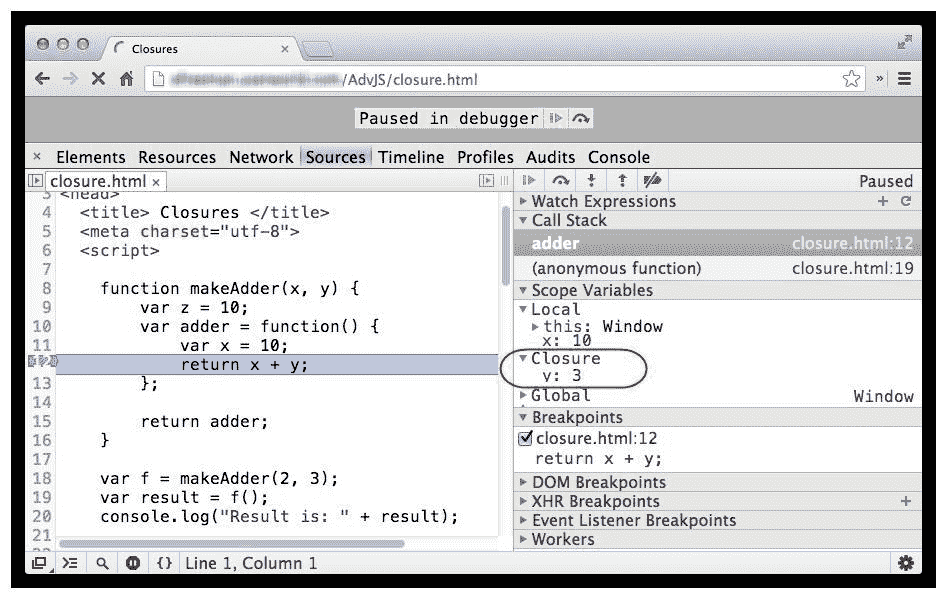 Closures ×
/AdvJS/closure.html
Paused in debugger
× Elements Resources Network Sources Timeline Profiles Audits Console
closure.html ×
Paused
3 <head>
4 <title> Closures </title>
5 <meta charset="utf-8">
6 <script>
7
8 function makeAdder(x, y) {
9 var z = 10;
10 var adder = function() {
11 var x = 10;
return x + y;
13 };
14
15 return adder;
16 }
17
18 var f = makeAdder(2, 3);
19 var result = f();
20 console.log("Result is: " + result);
21
Watch Expressions
Call Stack
adder closure.html:12
(anonymous function) closure.html:19
Scope Variables
Local
this: Window
x: 10
Closure
y: 3
Global Window
Breakpoints
closure.html:12
return x + y;
DOM Breakpoints
XHR Breakpoints
Event Listener Breakpoints
Workers
{} Line 1, Column 1